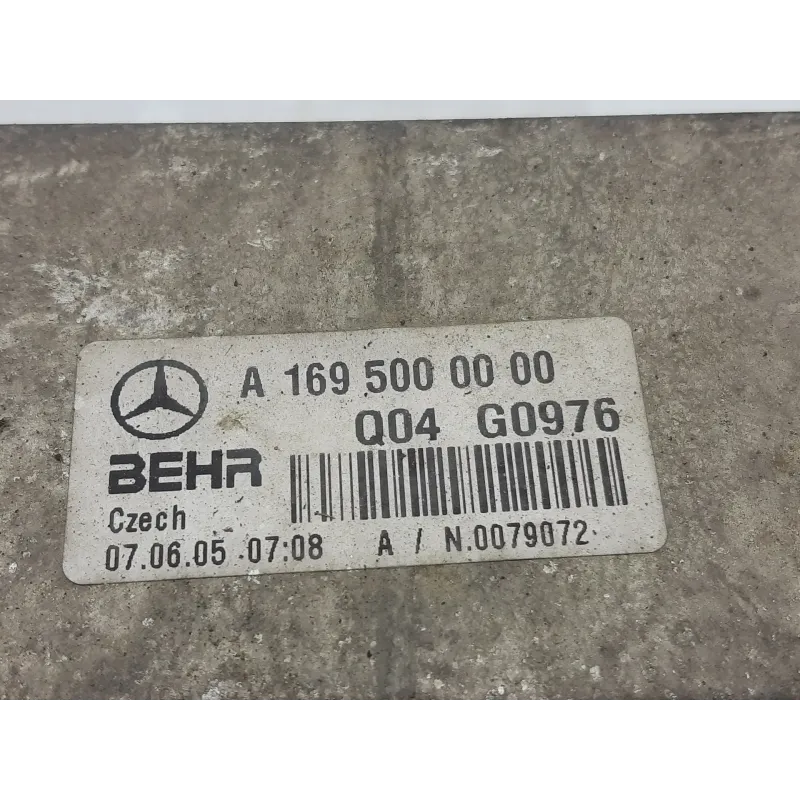 A 169 500 00 00
Q04 G0976
BEHR
Czech
07.06.05 07:08 A / N.0079072